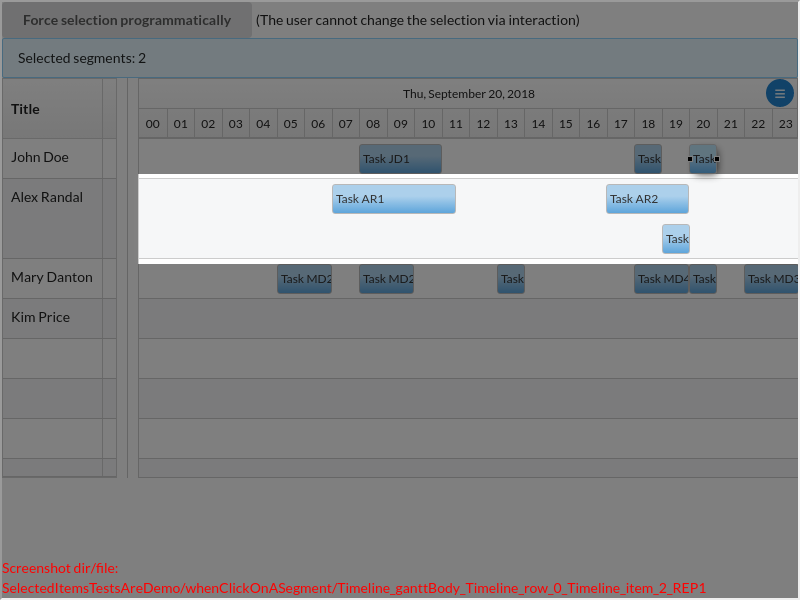 Force selection programmatically (The user cannot change the selection via interaction)
Selected segments: 2
Title
Thu, September 20, 2018
00 01 02 03 04 05 06 07 08 09 10 11 12 13 14 15 16 17 18 19 20 21 22 23
John Doe
Task JD1 Task Task
Alex Randal
Task AR1 Task AR2
Task
Mary Danton
Task MD2 Task MD2 Task Task MD4 Task Task MD3
Kim Price
Screenshot dir/file:
SelectedItemsTestsAreDemo/whenClickOnASegment/Timeline_ganttBody_Timeline_row_0_Timeline_item_2_REP1